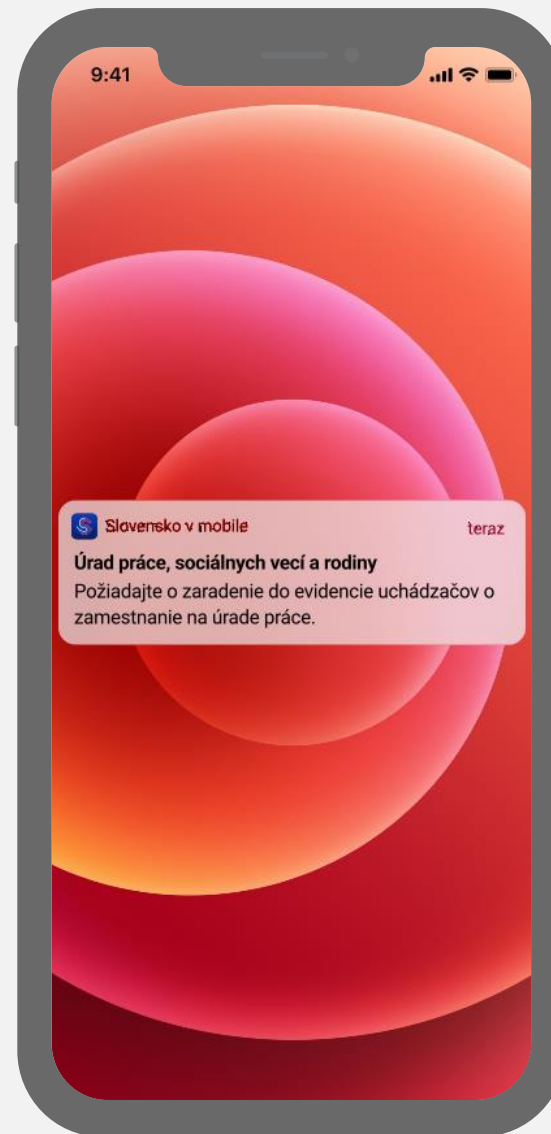 9:41
Slovensko v mobile teraz
Úrad práce, sociálnych vecí a rodiny
Požiadajte o zaradenie do evidencie uchádzačov o
zamestnanie na úrade práce.